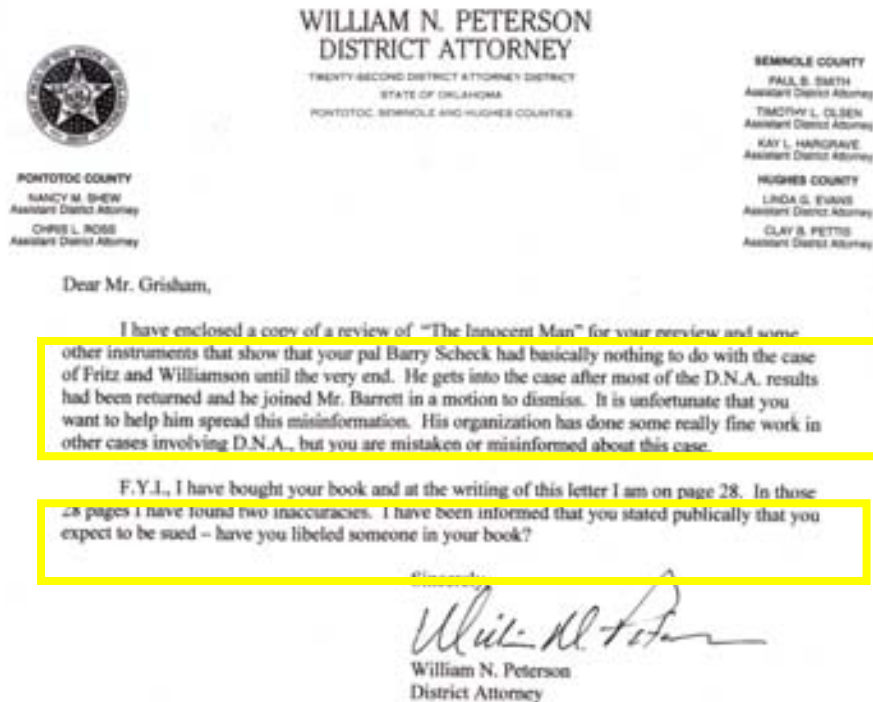 WILLIAM N. PETERSON
DISTRICT ATTORNEY
TWENTY-SECOND DISTRICT ATTORNEY DISTRICT
STATE OF OKLAHOMA
PONTOTOC, SEMINOLE AND HUGHES COUNTIES
SEMINOLE COUNTY
PAUL B. SMITH
Assistant District Attorney
TIMOTHY L. OLSEN
Assistant District Attorney
KAY L. HARGRAVE
Assistant District Attorney
HUGHES COUNTY
LINDA G. EVANS
Assistant District Attorney
CLAY B. PETTIS
Assistant District Attorney
PONTOTOC COUNTY
NANCY M. SHEW
Assistant District Attorney
CHRIS L. ROSS
Assistant District Attorney
Dear Mr. Grisham,
I have enclosed a copy of a review of "The Innocent Man" for your preview and some
other instruments that show that your pal Barry Scheck had basically nothing to do with the case
of Fritz and Williamson until the very end. He gets into the case after most of the D.N.A. results
had been returned and he joined Mr. Barrett in a motion to dismiss. It is unfortunate that you
want to help him spread this misinformation. His organization has done some really fine work in
other cases involving D.N.A., but you are mistaken or misinformed about this case.
F.Y.I., I have bought your book and at the writing of this letter I am on page 28. In those
28 pages I have found two inaccuracies. I have been informed that you stated publically that you
expect to be sued – have you libeled someone in your book?
Sincerely,
William N. Peterson
District Attorney